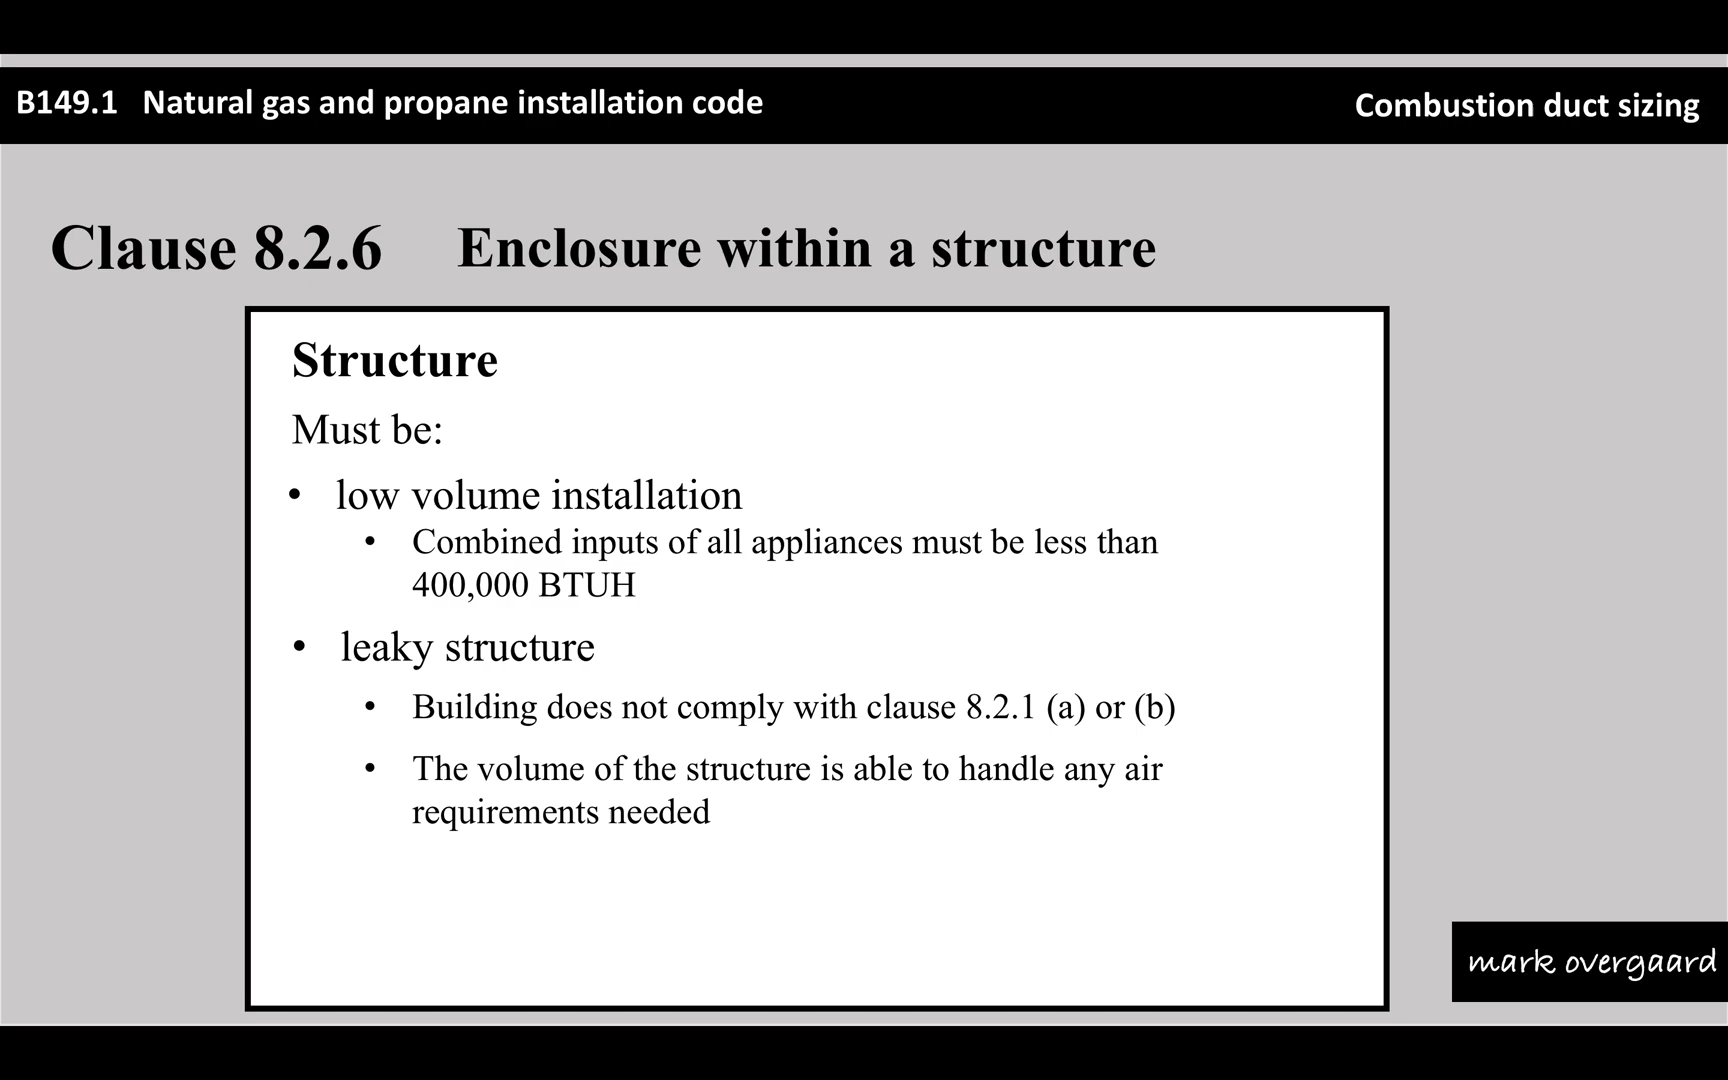 B149.1 Natural gas and propane installation code
Combustion duct sizing
Clause 8.2.6 Enclosure within a structure
Structure
Must be:
• low volume installation
• Combined inputs of all appliances must be less than
400,000 BTUH
• leaky structure
• Building does not comply with clause 8.2.1 (a) or (b)
• The volume of the structure is able to handle any air
requirements needed
mark overgaard